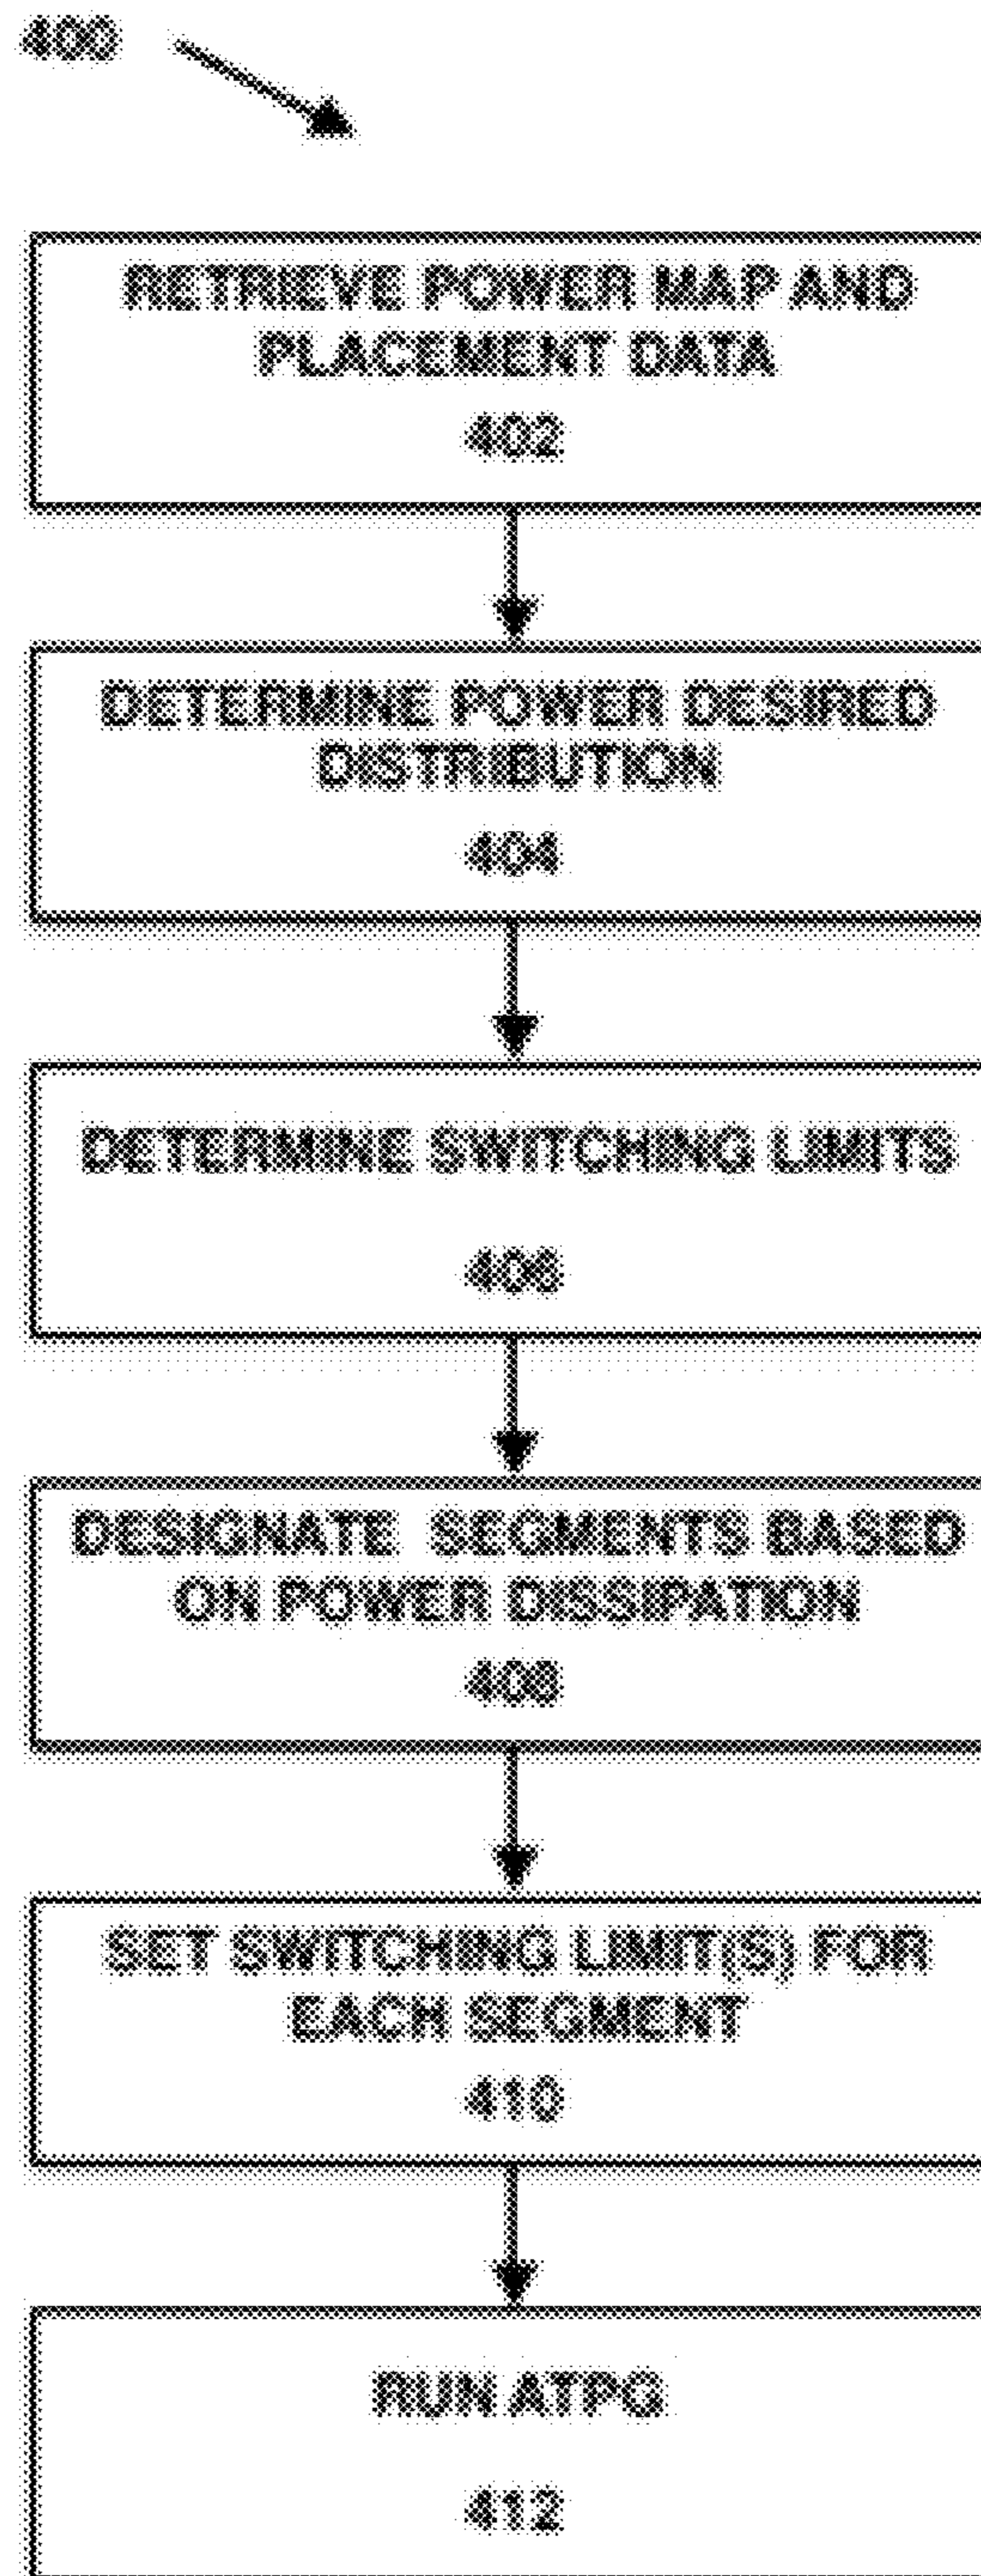 400
RETRIEVE POWER MAP AND
PLACEMENT DATA
402
DETERMINE POWER DESIRED
DISTRIBUTION
404
DETERMINE SWITCHING LIMITS
406
DESIGNATE SEGMENTS BASED
ON POWER DISSIPATION
408
SET SWITCHING LIMIT(S) FOR
EACH SEGMENT
410
RUN ATPG
412